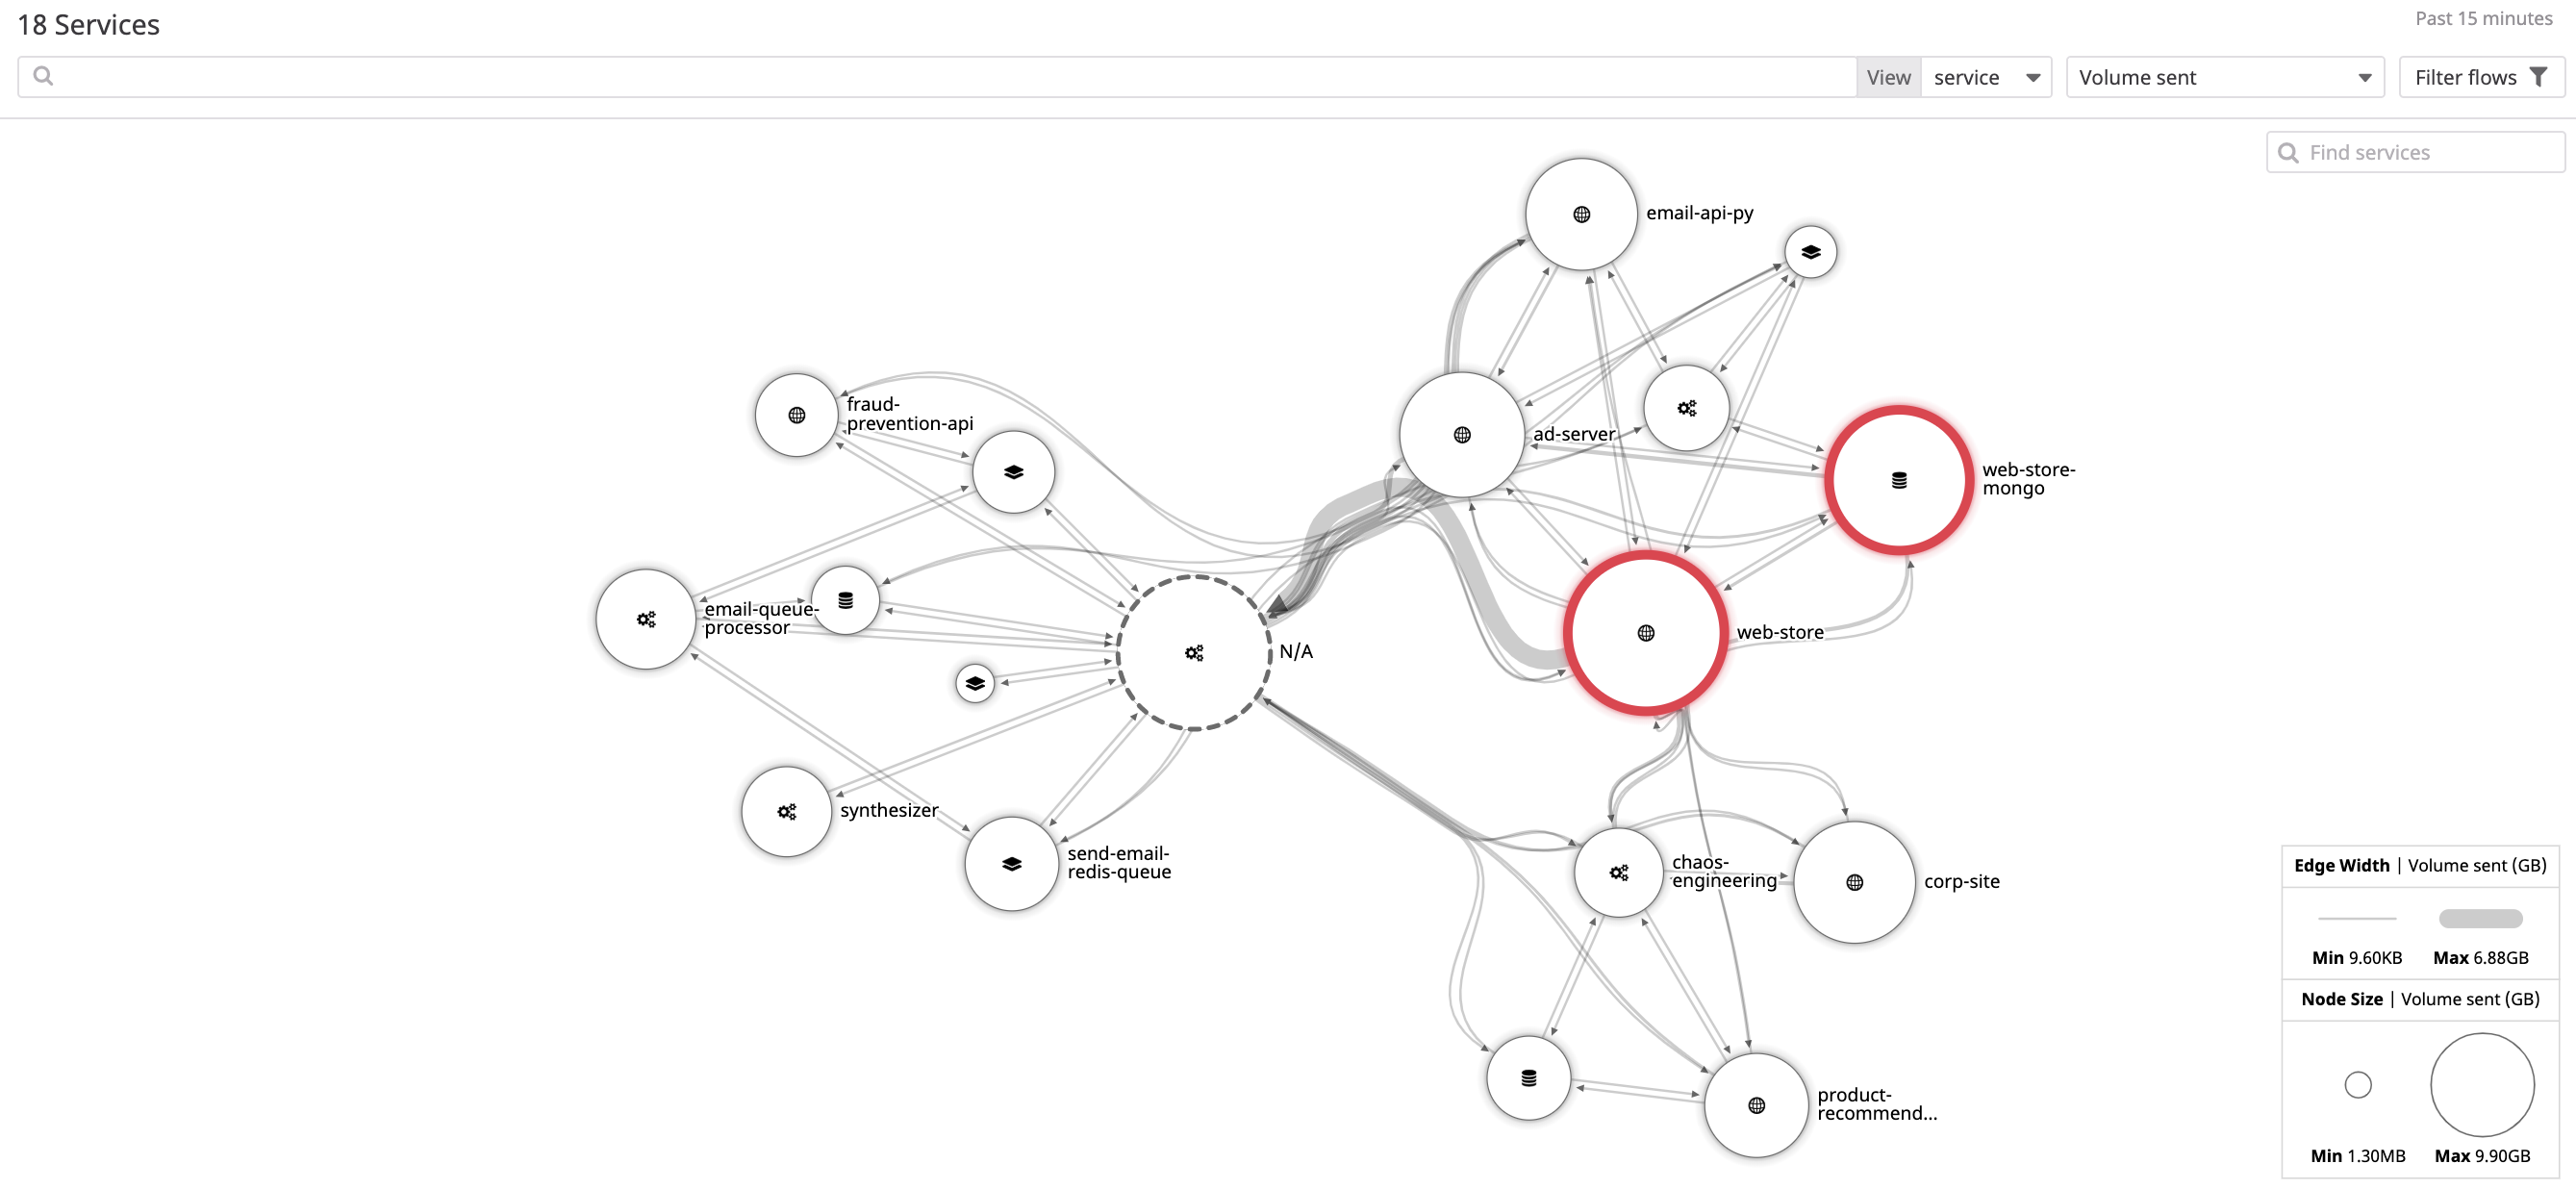 18 Services
Past 15 minutes
View
service
Volume sent
Filter flows
Find services
email-api-py
fraud-
prevention-api
ad-server
web-store-
mongo
email-queue-
processor
N/A
web-store
synthesizer
send-email-
redis-queue
chaos-
engineering
corp-site
product-
recommend...
Edge Width | Volume sent (GB)
Min 9.60KB
Max 6.88GB
Node Size | Volume sent (GB)
Min 1.30MB
Max 9.90GB